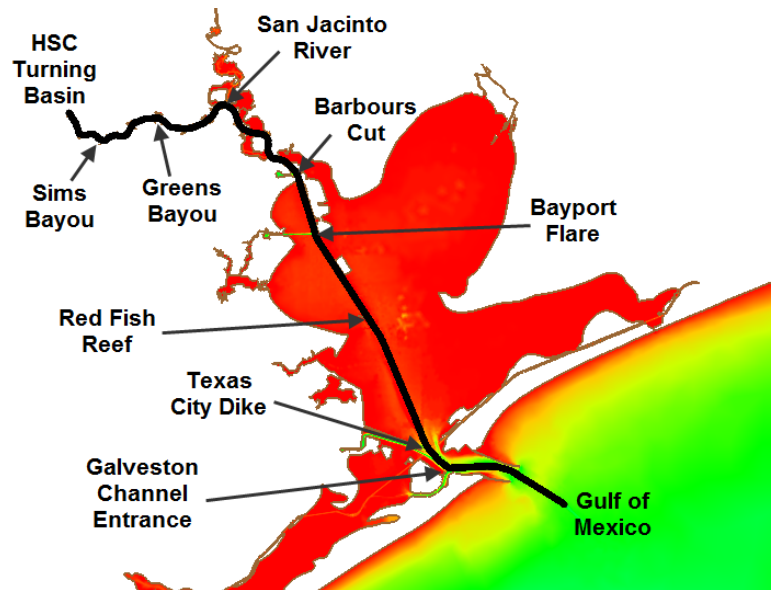 San Jacinto
River
HSC
Turning
Basin
Barbours
Cut
Sims
Bayou
Greens
Bayou
Bayport
Flare
Red Fish
Reef
Texas
City Dike
Galveston
Channel
Entrance
Gulf of
Mexico